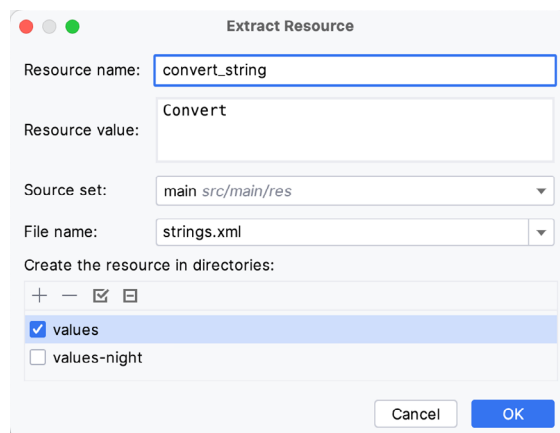 Extract Resource
Resource name: convert_string
Resource value: Convert
Source set: main src/main/res
File name: strings.xml
Create the resource in directories:
values
values-night
Cancel OK